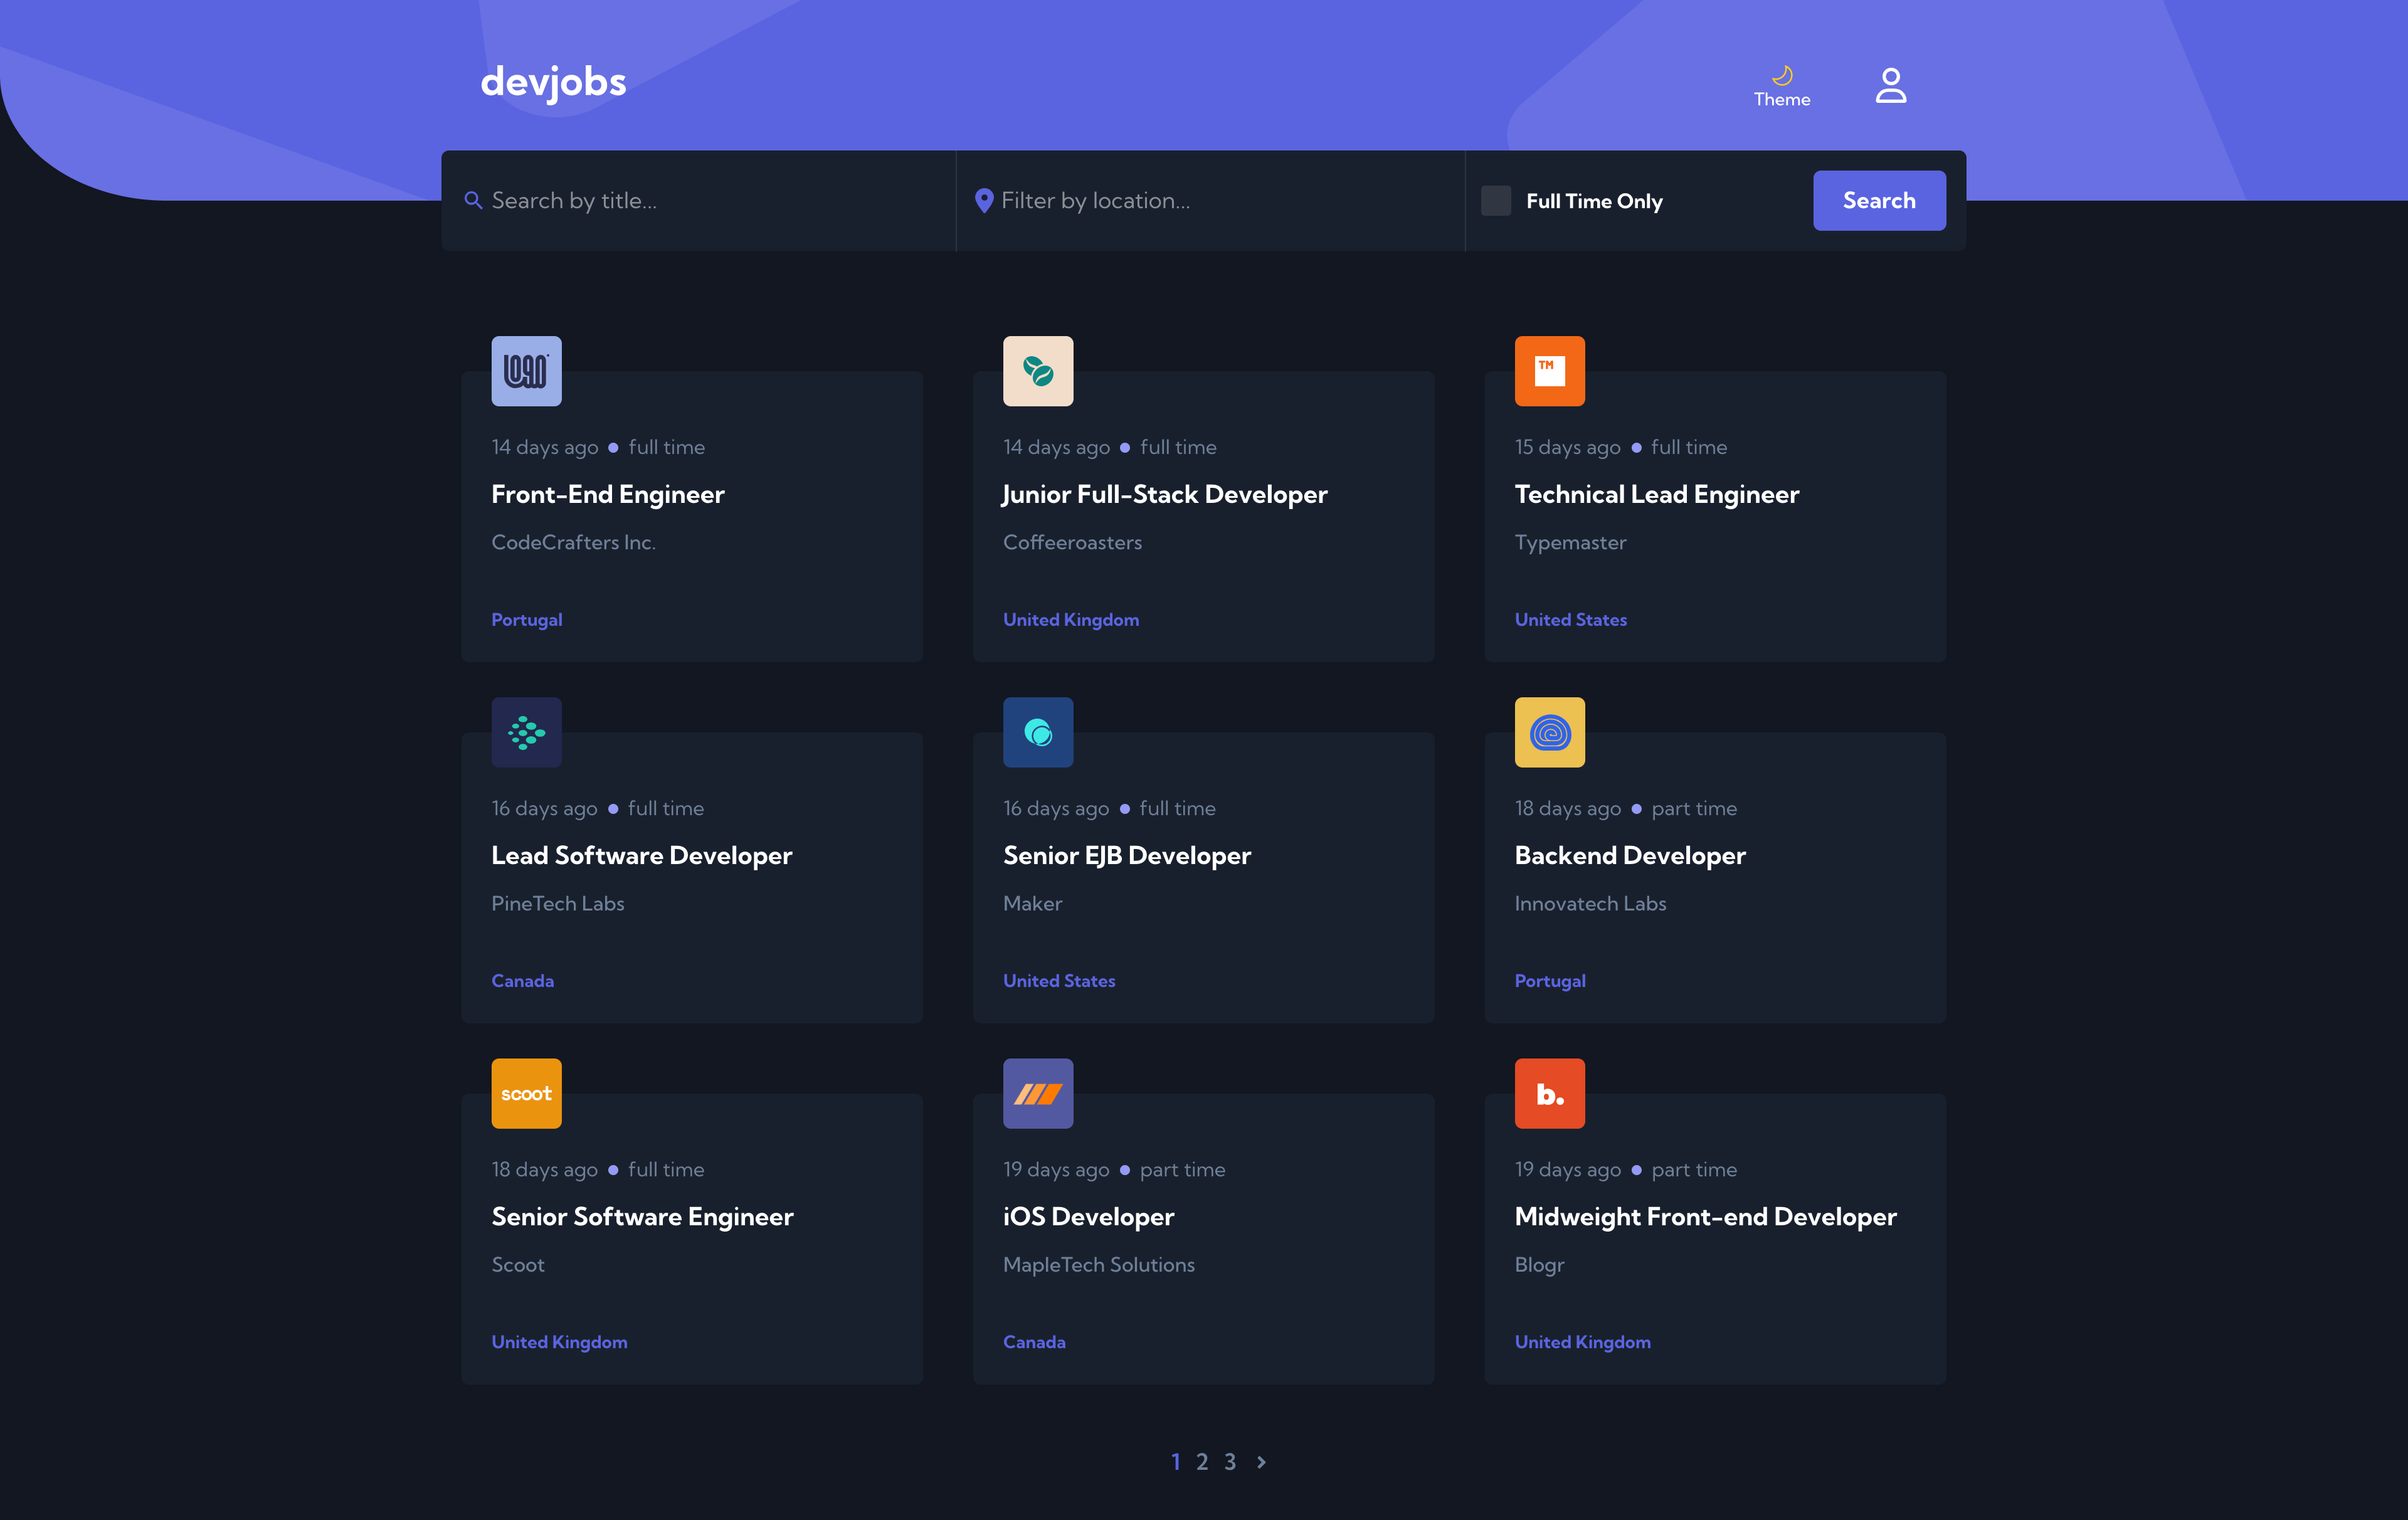 devjobs
Theme
Search by title...
Filter by location...
Full Time Only
Search
logo
14 days ago • full time
Front-End Engineer
CodeCrafters Inc.
Portugal
14 days ago • full time
Junior Full-Stack Developer
Coffeeroasters
United Kingdom
TM
15 days ago • full time
Technical Lead Engineer
Typemaster
United States
16 days ago • full time
Lead Software Developer
PineTech Labs
Canada
16 days ago • full time
Senior EJB Developer
Maker
United States
18 days ago • part time
Backend Developer
Innovatech Labs
Portugal
scoot
18 days ago • full time
Senior Software Engineer
Scoot
United Kingdom
19 days ago • part time
iOS Developer
MapleTech Solutions
Canada
b.
19 days ago • part time
Midweight Front-end Developer
Blogr
United Kingdom
1 2 3 >